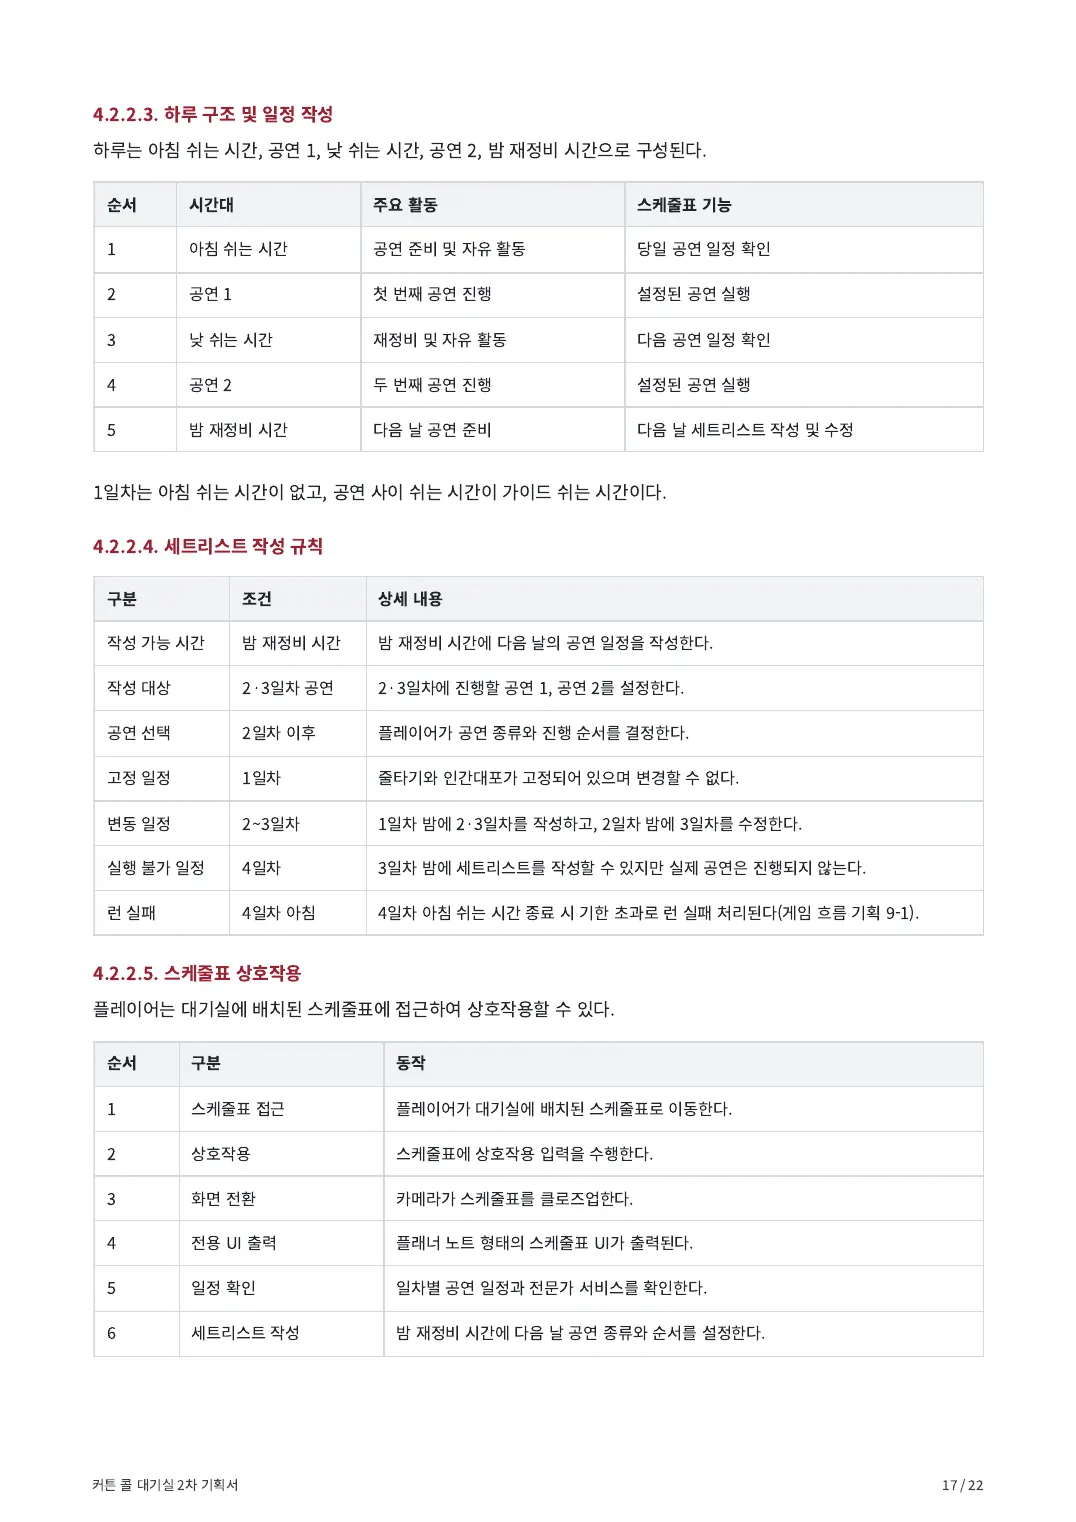 4.2.2.3. 하루 구조 및 일정 작성
하루는 아침 쉬는 시간, 공연 1, 낮 쉬는 시간, 공연 2, 밤 재정비 시간으로 구성된다.
순서 시간대 주요 활동 스케줄표 기능
1 아침 쉬는 시간 공연 준비 및 자유 활동 당일 공연 일정 확인
2 공연 1 첫 번째 공연 진행 설정된 공연 실행
3 낮 쉬는 시간 재정비 및 자유 활동 다음 공연 일정 확인
4 공연 2 두 번째 공연 진행 설정된 공연 실행
5 밤 재정비 시간 다음 날 공연 준비 다음 날 세트리스트 작성 및 수정
1일차는 아침 쉬는 시간이 없고, 공연 사이 쉬는 시간이 가이드 쉬는 시간이다.
4.2.2.4. 세트리스트 작성 규칙
구분 조건 상세 내용
작성 가능 시간 밤 재정비 시간 밤 재정비 시간에 다음 날의 공연 일정을 작성한다.
작성 대상 2·3일차 공연 2·3일차에 진행할 공연 1, 공연 2를 설정한다.
공연 선택 2일차 이후 플레이어가 공연 종류와 진행 순서를 결정한다.
고정 일정 1일차 줄타기와 인간대포가 고정되어 있으며 변경할 수 없다.
변동 일정 2~3일차 1일차 밤에 2·3일차를 작성하고, 2일차 밤에 3일차를 수정한다.
실행 불가 일정 4일차 3일차 밤에 세트리스트를 작성할 수 있지만 실제 공연은 진행되지 않는다.
런 실패 4일차 아침 4일차 아침 쉬는 시간 종료 시 기한 초과로 런 실패 처리된다(게임 흐름 기획 9-1).
4.2.2.5. 스케줄표 상호작용
플레이어는 대기실에 배치된 스케줄표에 접근하여 상호작용할 수 있다.
순서 구분 동작
1 스케줄표 접근 플레이어가 대기실에 배치된 스케줄표로 이동한다.
2 상호작용 스케줄표에 상호작용 입력을 수행한다.
3 화면 전환 카메라가 스케줄표를 클로즈업한다.
4 전용 UI 출력 플래너 노트 형태의 스케줄표 UI가 출력된다.
5 일정 확인 일차별 공연 일정과 전문가 서비스를 확인한다.
6 세트리스트 작성 밤 재정비 시간에 다음 날 공연 종류와 순서를 설정한다.
커튼 콜 대기실 2차 기획서 17 / 22